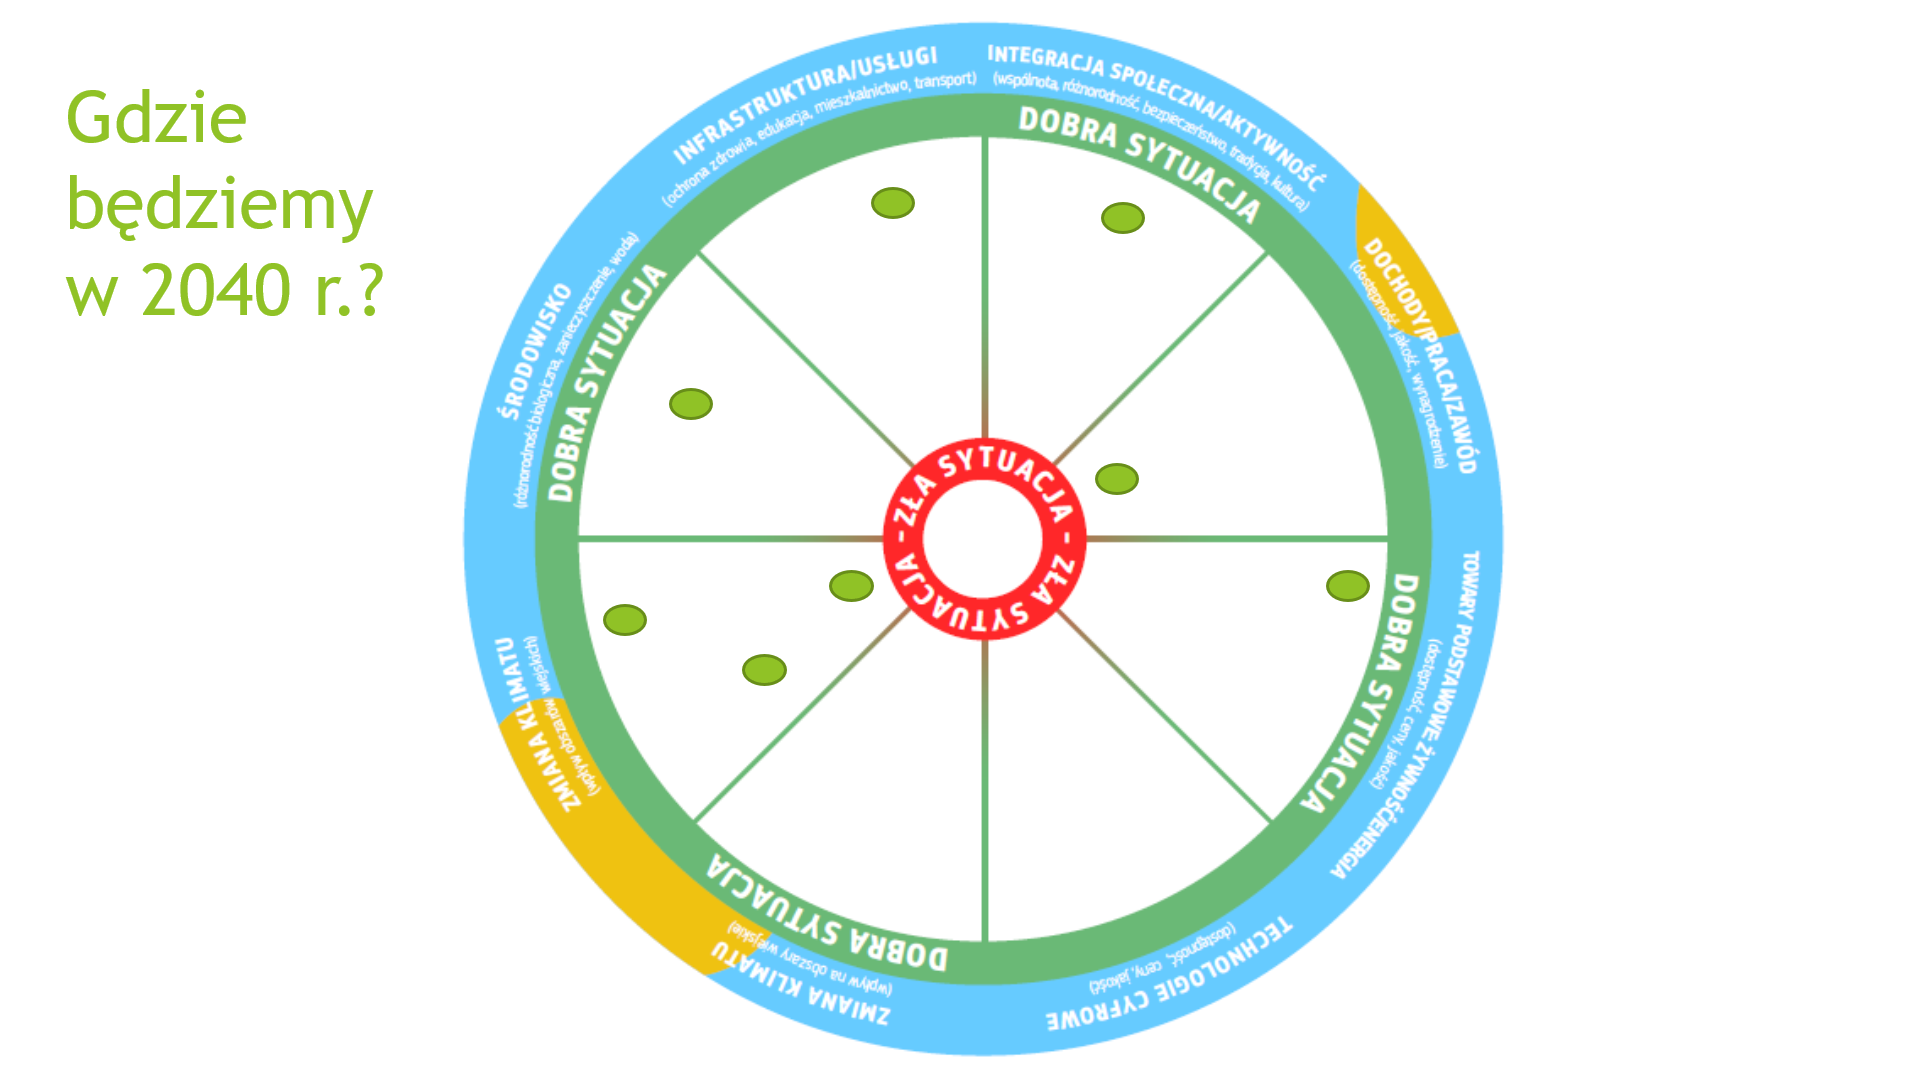 Gdzie
będziemy
w 2040 r.?
INFRASTRUKTURA/USŁUGI
(ochrona zdrowia, edukacja, mieszkalnictwo, transport)
INTEGRACJA SPOŁECZNA/AKTYWNOŚĆ
(wspólnota, różnorodność, bezpieczeństwo, tradycja, kultura)
DOBRA SYTUACJA
DOCHODY/PRACA/ZAWÓD
(dostępność, jakość, wynagrodzenie)
TOWARY PODSTAWOWE: ŻYWNOŚĆ/ENERGIA
(dostępność, ceny, jakość)
DOBRA SYTUACJA
TECHNOLOGIE CYFROWE
(dostępność, ceny, jakość)
ZMIANA KLIMATU
(wpływ na obszary wiejskie)
DOBRA SYTUACJA
ZMIANA KLIMATU
(wpływ obszarów wiejskich)
ŚRODOWISKO
(różnorodność biologiczna, zanieczyszczenie, woda)
DOBRA SYTUACJA
ZŁA SYTUACJA – ZŁA SYTUACJA –